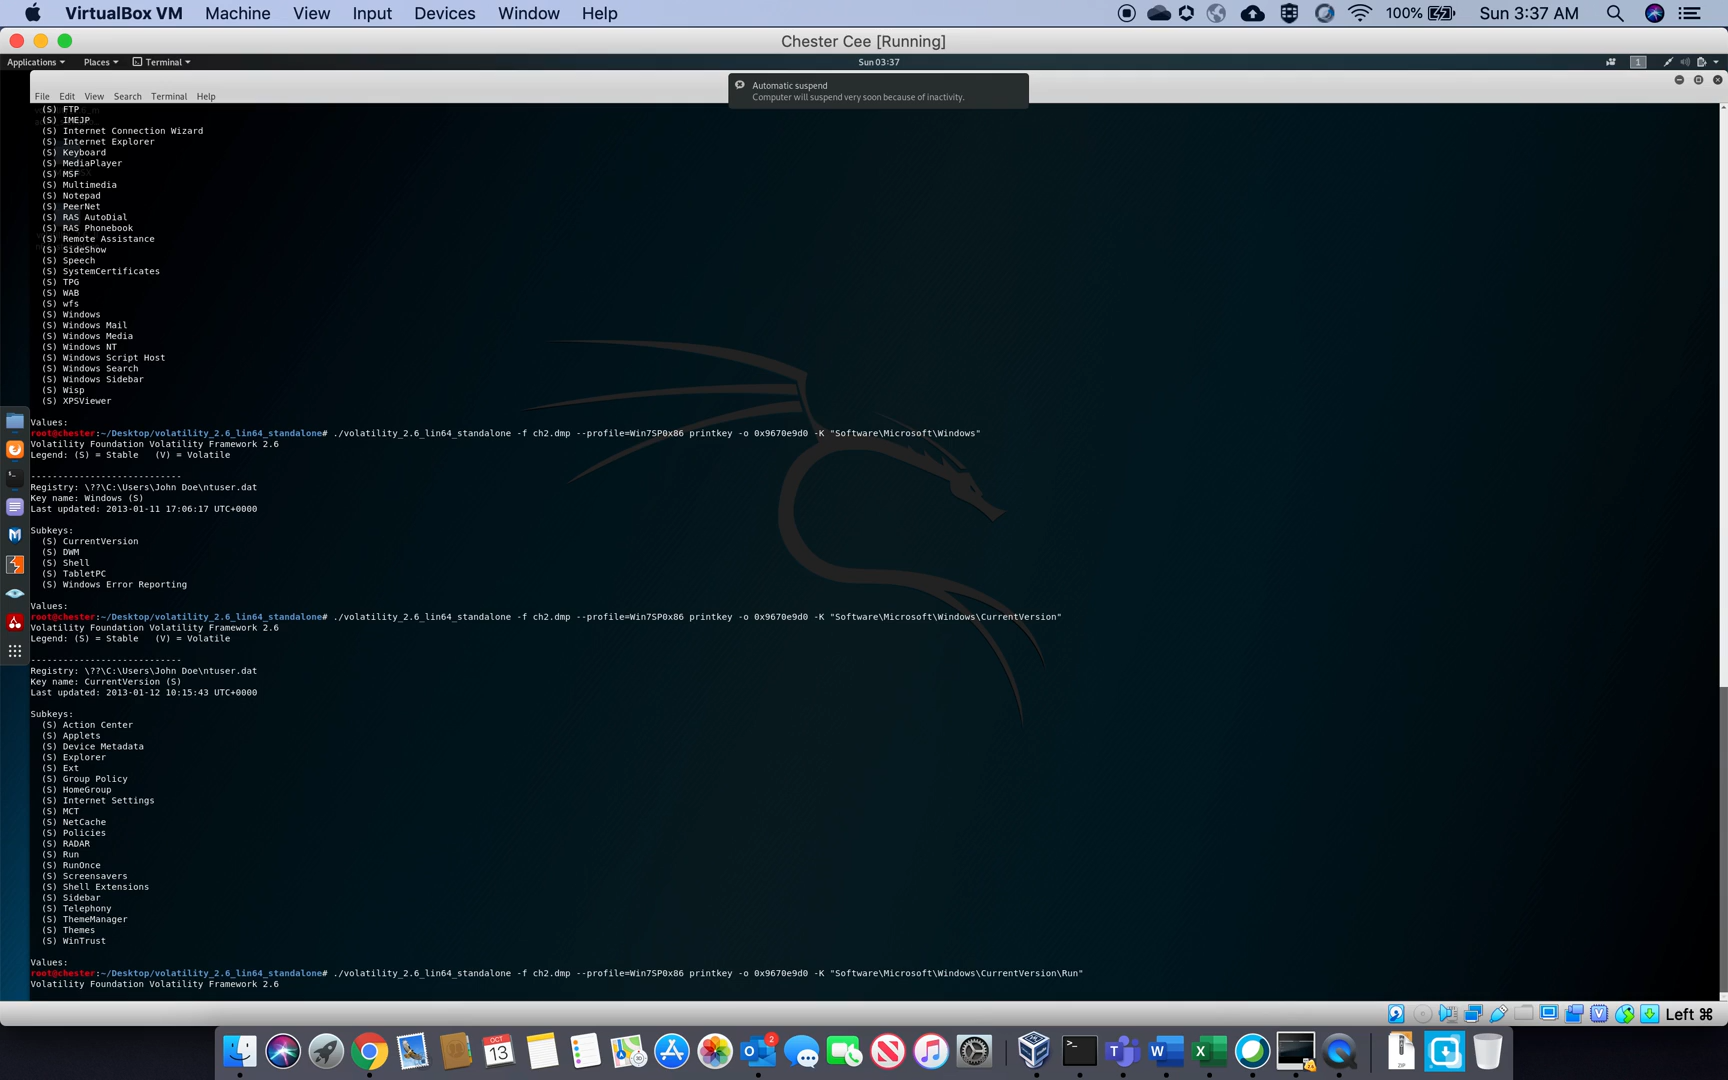 VirtualBox VM Machine View Input Devices Window Help 100% Sun 3:37 AM
Chester Cee [Running]
Applications Places Terminal Sun 03:37 1
Automatic suspend
Computer will suspend very soon because of inactivity.
File Edit View Search Terminal Help
(S) FTP
(S) IMEJP
(S) Internet Connection Wizard
(S) Internet Explorer
(S) Keyboard
(S) MediaPlayer
(S) MSF
(S) Multimedia
(S) Notepad
(S) PeerNet
(S) RAS AutoDial
(S) RAS Phonebook
(S) Remote Assistance
(S) SideShow
(S) Speech
(S) SystemCertificates
(S) TPG
(S) WAB
(S) wfs
(S) Windows
(S) Windows Mail
(S) Windows Media
(S) Windows NT
(S) Windows Script Host
(S) Windows Search
(S) Windows Sidebar
(S) Wisp
(S) XPSViewer
Values:
root@chester:~/Desktop/volatility_2.6_lin64_standalone# ./volatility_2.6_lin64_standalone -f ch2.dmp --profile=Win7SP0x86 printkey -o 0x9670e9d0 -K "Software\Microsoft\Windows"
Volatility Foundation Volatility Framework 2.6
Legend: (S) = Stable (V) = Volatile
----------------------------
Registry: \??\C:\Users\John Doe\ntuser.dat
Key name: Windows (S)
Last updated: 2013-01-11 17:06:17 UTC+0000
Subkeys:
(S) CurrentVersion
(S) DWM
(S) Shell
(S) TabletPC
(S) Windows Error Reporting
Values:
root@chester:~/Desktop/volatility_2.6_lin64_standalone# ./volatility_2.6_lin64_standalone -f ch2.dmp --profile=Win7SP0x86 printkey -o 0x9670e9d0 -K "Software\Microsoft\Windows\CurrentVersion"
Volatility Foundation Volatility Framework 2.6
Legend: (S) = Stable (V) = Volatile
----------------------------
Registry: \??\C:\Users\John Doe\ntuser.dat
Key name: CurrentVersion (S)
Last updated: 2013-01-12 10:15:43 UTC+0000
Subkeys:
(S) Action Center
(S) Applets
(S) Device Metadata
(S) Explorer
(S) Ext
(S) Group Policy
(S) HomeGroup
(S) Internet Settings
(S) MCT
(S) NetCache
(S) Policies
(S) RADAR
(S) Run
(S) RunOnce
(S) Screensavers
(S) Shell Extensions
(S) Sidebar
(S) Telephony
(S) ThemeManager
(S) Themes
(S) WinTrust
Values:
root@chester:~/Desktop/volatility_2.6_lin64_standalone# ./volatility_2.6_lin64_standalone -f ch2.dmp --profile=Win7SP0x86 printkey -o 0x9670e9d0 -K "Software\Microsoft\Windows\CurrentVersion\Run"
Volatility Foundation Volatility Framework 2.6
Left ⌘
OCT
13
2
ZIP